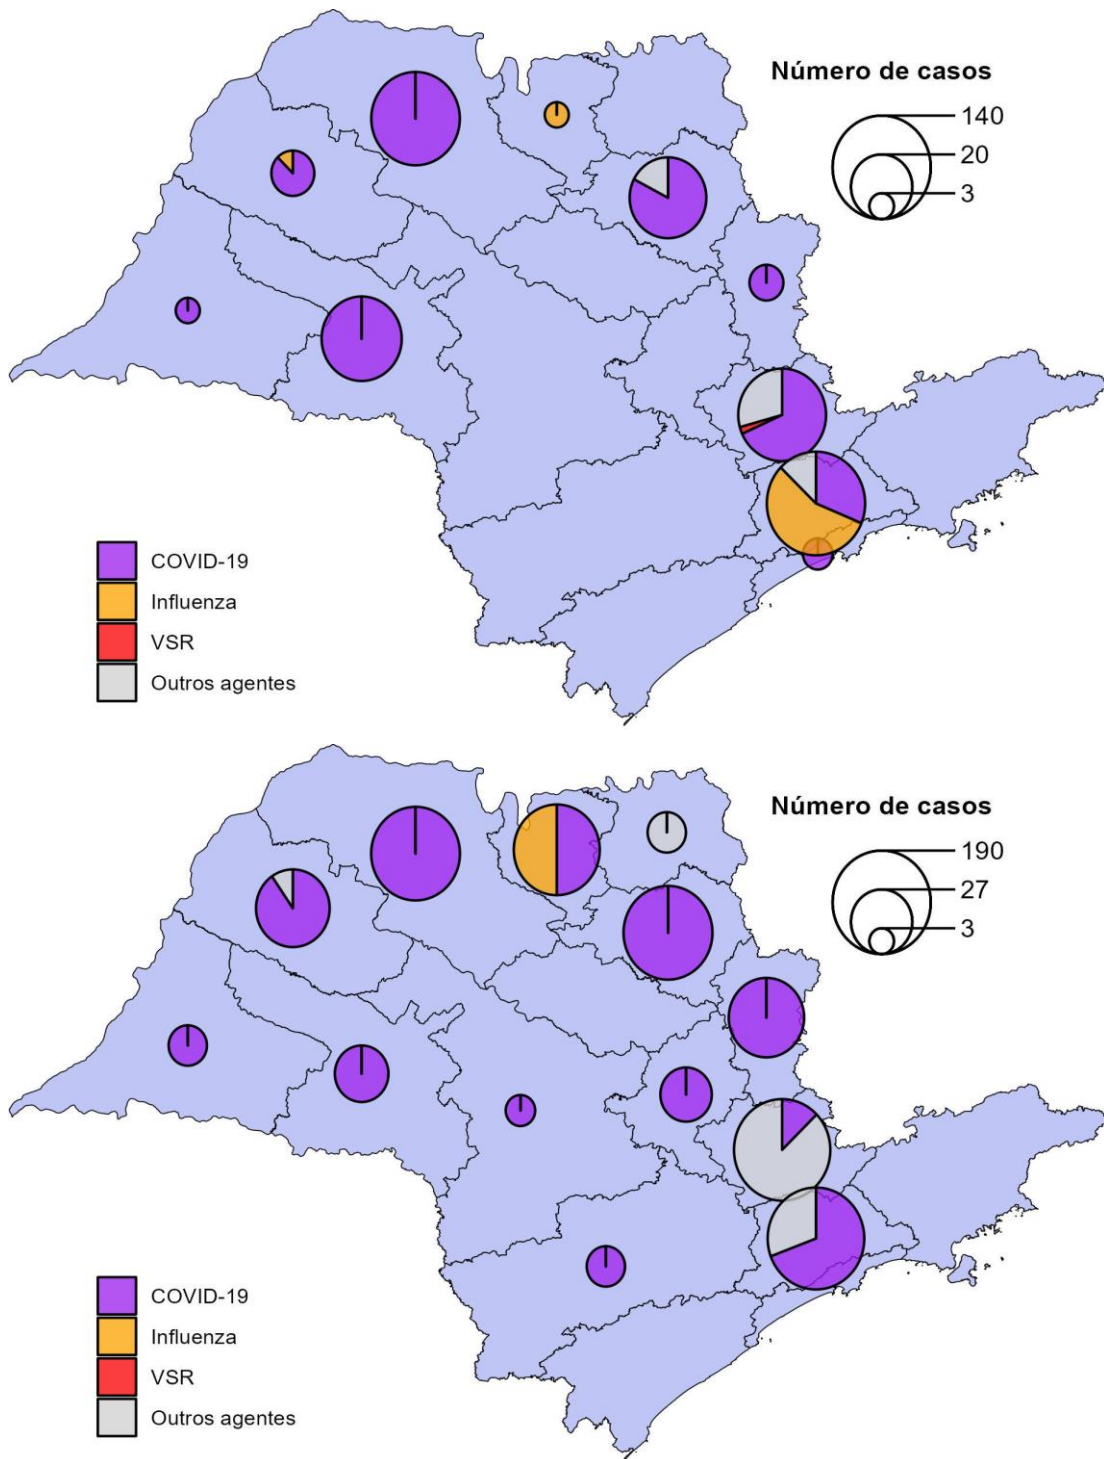 Número de casos
140
20
3
COVID-19
Influenza
VSR
Outros agentes
Número de casos
190
27
3
COVID-19
Influenza
VSR
Outros agentes